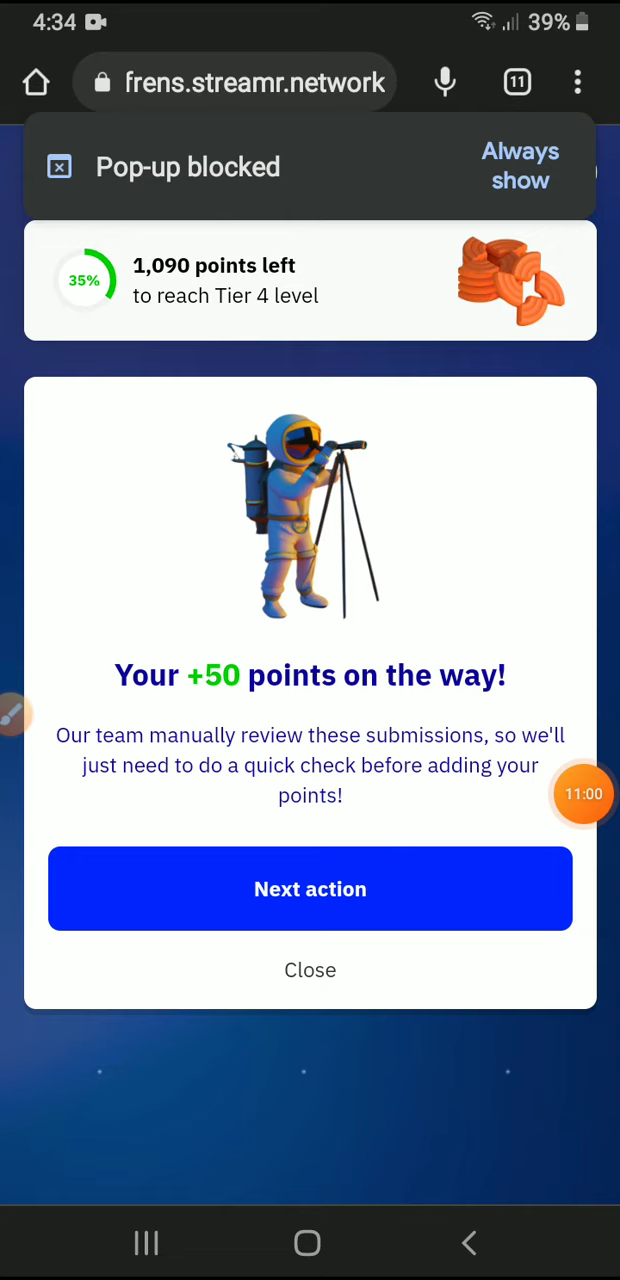 4:34
39%
frens.streamr.network
11
Pop-up blocked
Always
show
35%
1,090 points left
to reach Tier 4 level
Your +50 points on the way!
Our team manually review these submissions, so we'll
just need to do a quick check before adding your
points!
11:00
Next action
Close